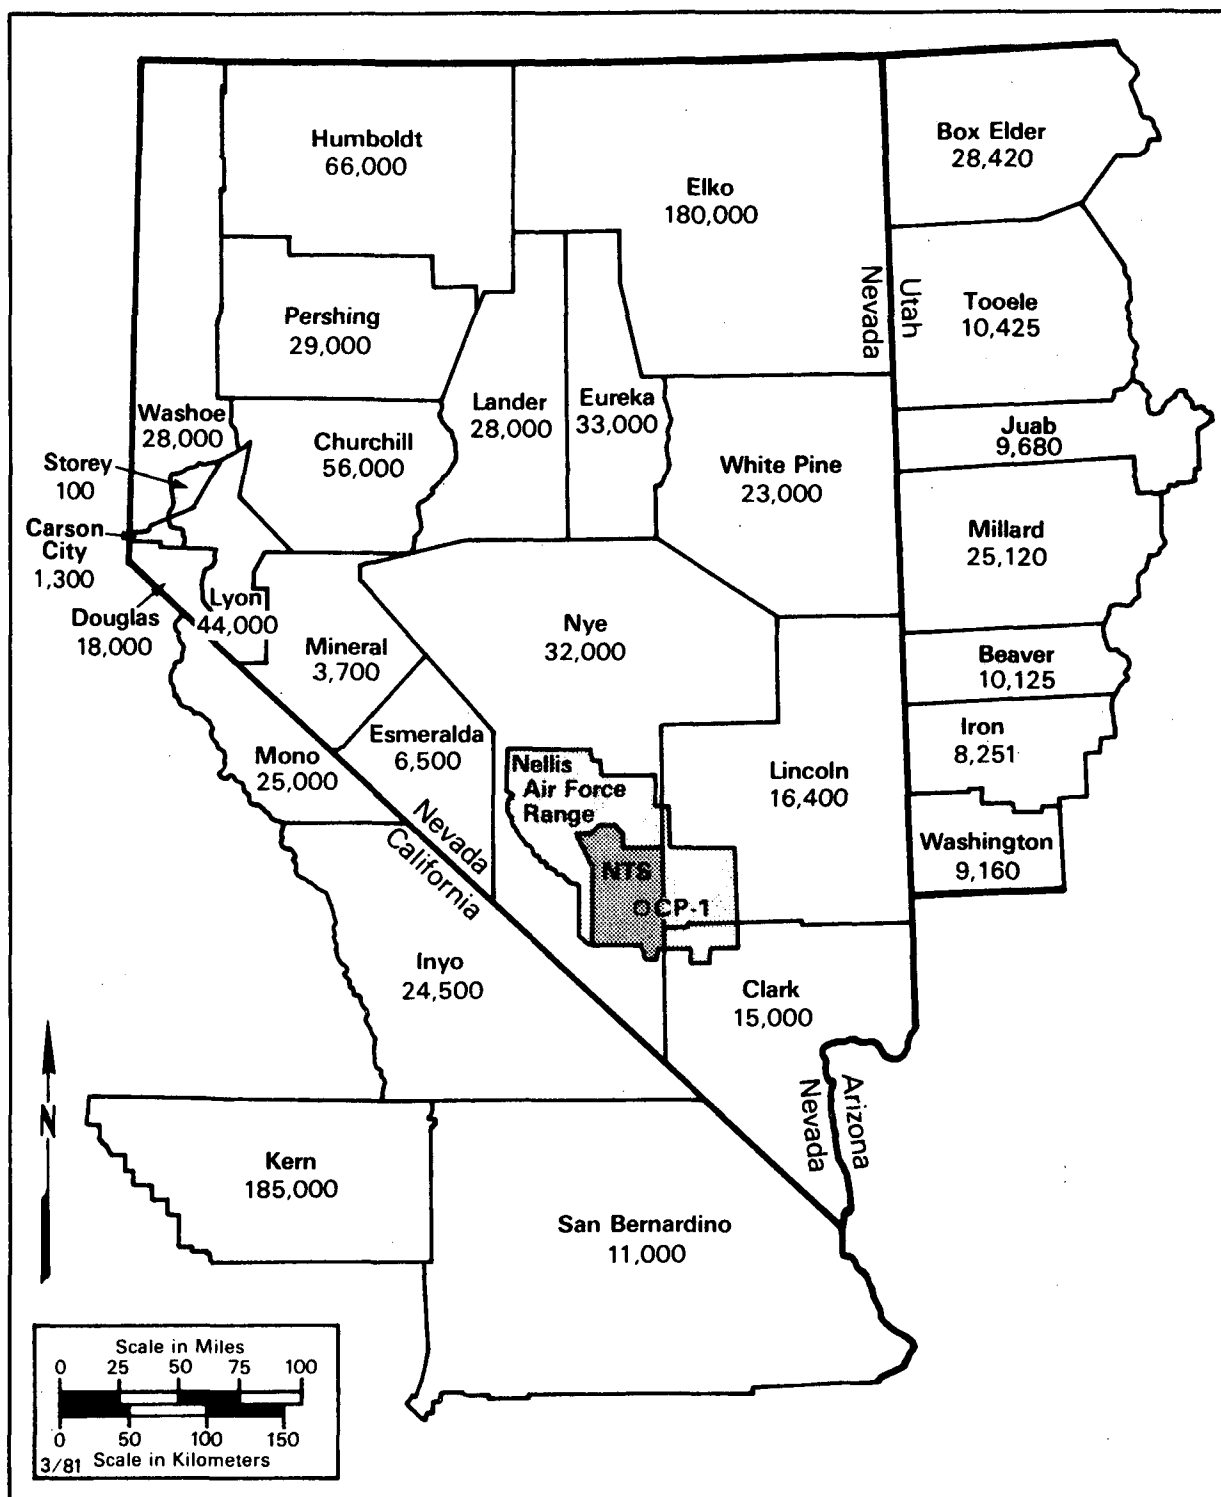 Humboldt
66,000
Elko
180,000
Box Elder
28,420
Nevada
Utah
Pershing
29,000
Tooele
10,425
Washoe
28,000
Churchill
56,000
Lander
28,000
Eureka
33,000
White Pine
23,000
Juab
9,680
Storey
100
Carson
City
1,300
Millard
25,120
Douglas
18,000
Lyon
44,000
Mineral
3,700
Nye
32,000
Beaver
10,125
Esmeralda
6,500
Mono
25,000
Iron
8,251
Nellis
Air Force
Range
Lincoln
16,400
Nevada
California
NTS
CP-1
Washington
9,160
Inyo
24,500
Clark
15,000
Nevada
Arizona
N
Kern
185,000
San Bernardino
11,000
Scale in Miles
0 25 50 75 100
0 50 100 150
3/81 Scale in Kilometers